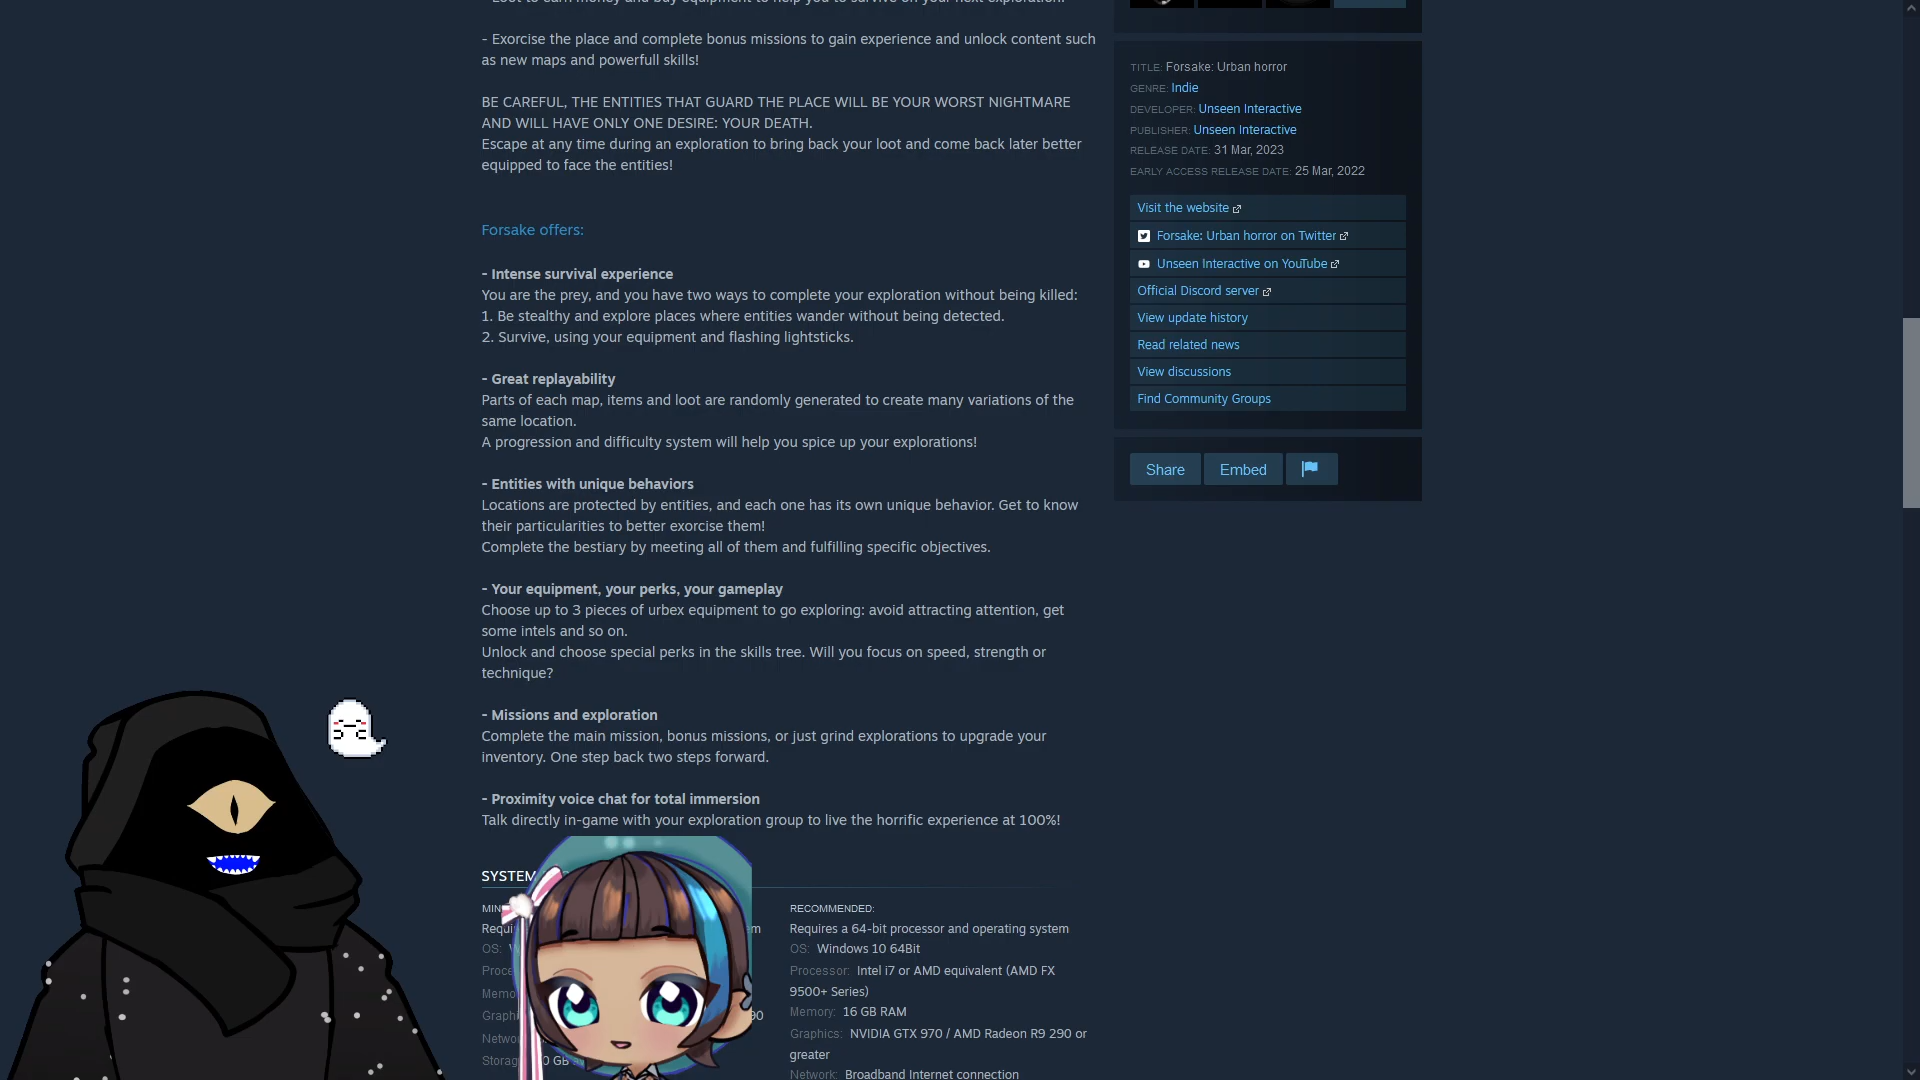 - Exorcise the place and complete bonus missions to gain experience and unlock content such
as new maps and powerfull skills!
BE CAREFUL, THE ENTITIES THAT GUARD THE PLACE WILL BE YOUR WORST NIGHTMARE
AND WILL HAVE ONLY ONE DESIRE: YOUR DEATH.
Escape at any time during an exploration to bring back your loot and come back later better
equipped to face the entities!
Forsake offers:
- Intense survival experience
You are the prey, and you have two ways to complete your exploration without being killed:
1. Be stealthy and explore places where entities wander without being detected.
2. Survive, using your equipment and flashing lightsticks.
- Great replayability
Parts of each map, items and loot are randomly generated to create many variations of the
same location.
A progression and difficulty system will help you spice up your explorations!
- Entities with unique behaviors
Locations are protected by entities, and each one has its own unique behavior. Get to know
their particularities to better exorcise them!
Complete the bestiary by meeting all of them and fulfilling specific objectives.
- Your equipment, your perks, your gameplay
Choose up to 3 pieces of urbex equipment to go exploring: avoid attracting attention, get
some intels and so on.
Unlock and choose special perks in the skills tree. Will you focus on speed, strength or
technique?
- Missions and exploration
Complete the main mission, bonus missions, or just grind explorations to upgrade your
inventory. One step back two steps forward.
- Proximity voice chat for total immersion
Talk directly in-game with your exploration group to live the horrific experience at 100%!
SYSTEM
RECOMMENDED:
Requires a 64-bit processor and operating system
OS: Windows 10 64Bit
Processor: Intel i7 or AMD equivalent (AMD FX
9500+ Series)
Memory: 16 GB RAM
Graphics: NVIDIA GTX 970 / AMD Radeon R9 290 or
greater
Network: Broadband Internet connection
TITLE: Forsake: Urban horror
GENRE: Indie
DEVELOPER: Unseen Interactive
PUBLISHER: Unseen Interactive
RELEASE DATE: 31 Mar, 2023
EARLY ACCESS RELEASE DATE: 25 Mar, 2022
Visit the website
Forsake: Urban horror on Twitter
Unseen Interactive on YouTube
Official Discord server
View update history
Read related news
View discussions
Find Community Groups
Share Embed